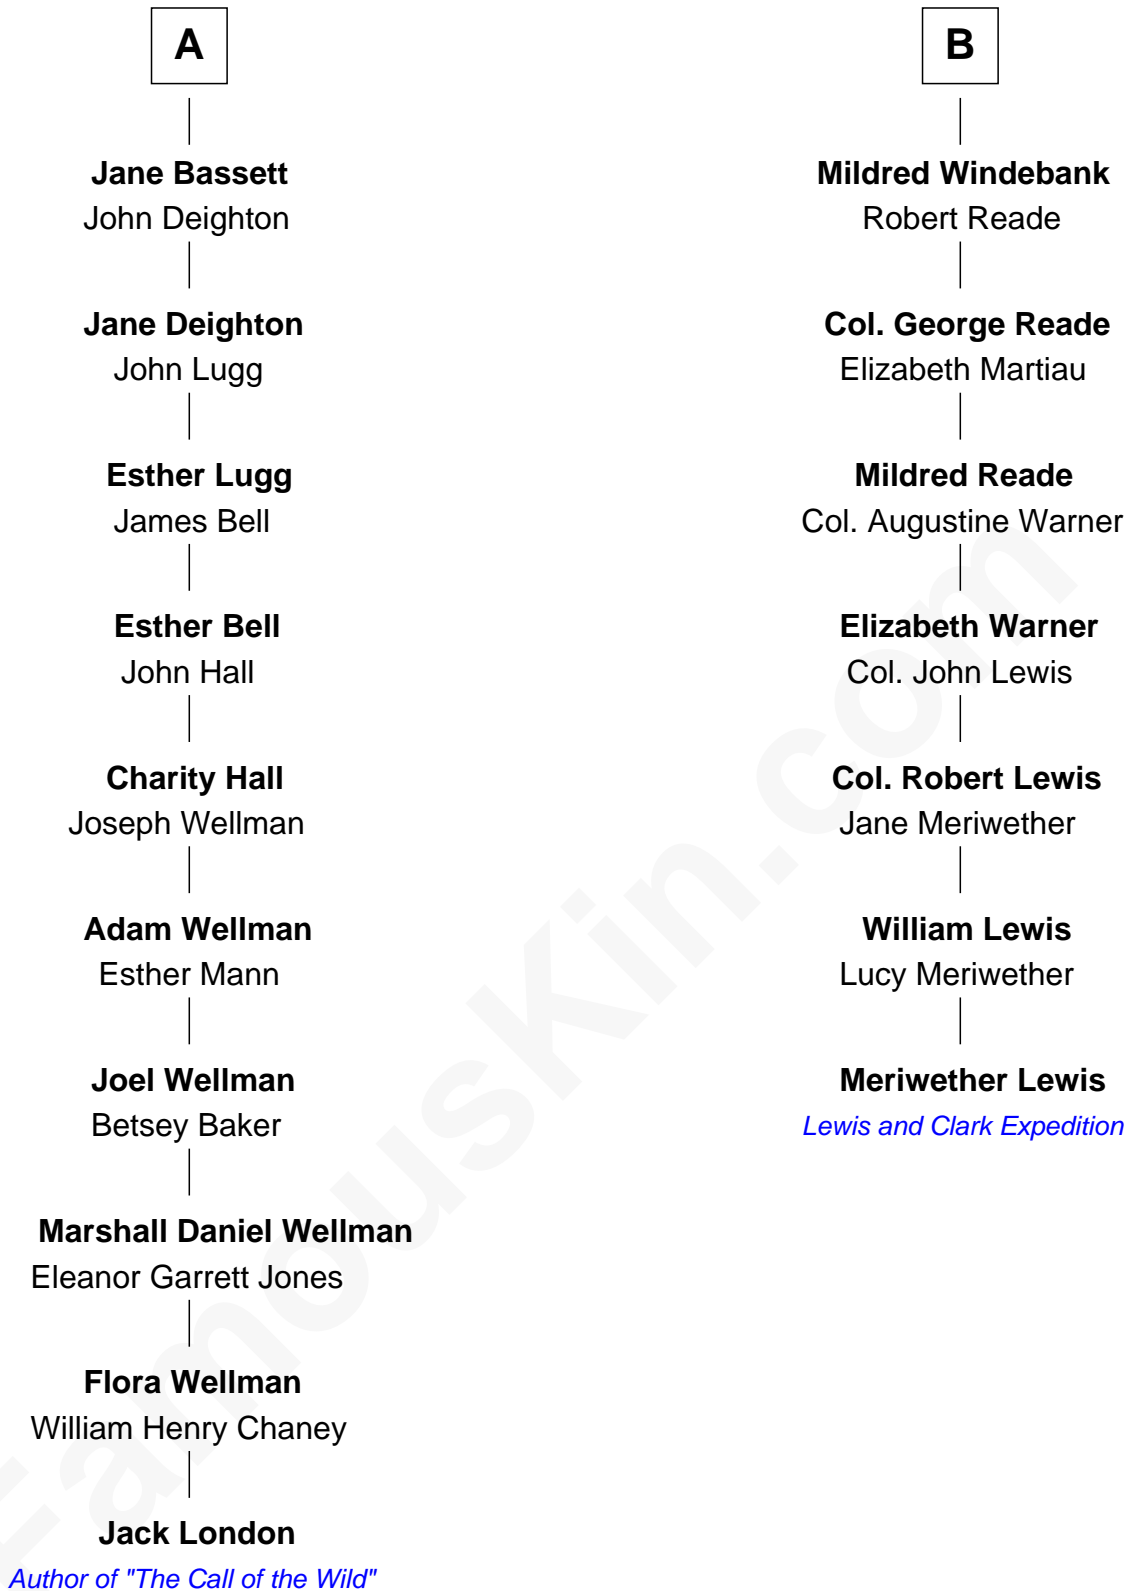 A
Jane Bassett
John Deighton
Jane Deighton
John Lugg
Esther Lugg
James Bell
Esther Bell
John Hall
Charity Hall
Joseph Wellman
Adam Wellman
Esther Mann
Joel Wellman
Betsey Baker
Marshall Daniel Wellman
Eleanor Garrett Jones
Flora Wellman
William Henry Chaney
Jack London
Author of "The Call of the Wild"
B
Mildred Windebank
Robert Reade
Col. George Reade
Elizabeth Martiau
Mildred Reade
Col. Augustine Warner
Elizabeth Warner
Col. John Lewis
Col. Robert Lewis
Jane Meriwether
William Lewis
Lucy Meriwether
Meriwether Lewis
Lewis and Clark Expedition
FamousKin.com